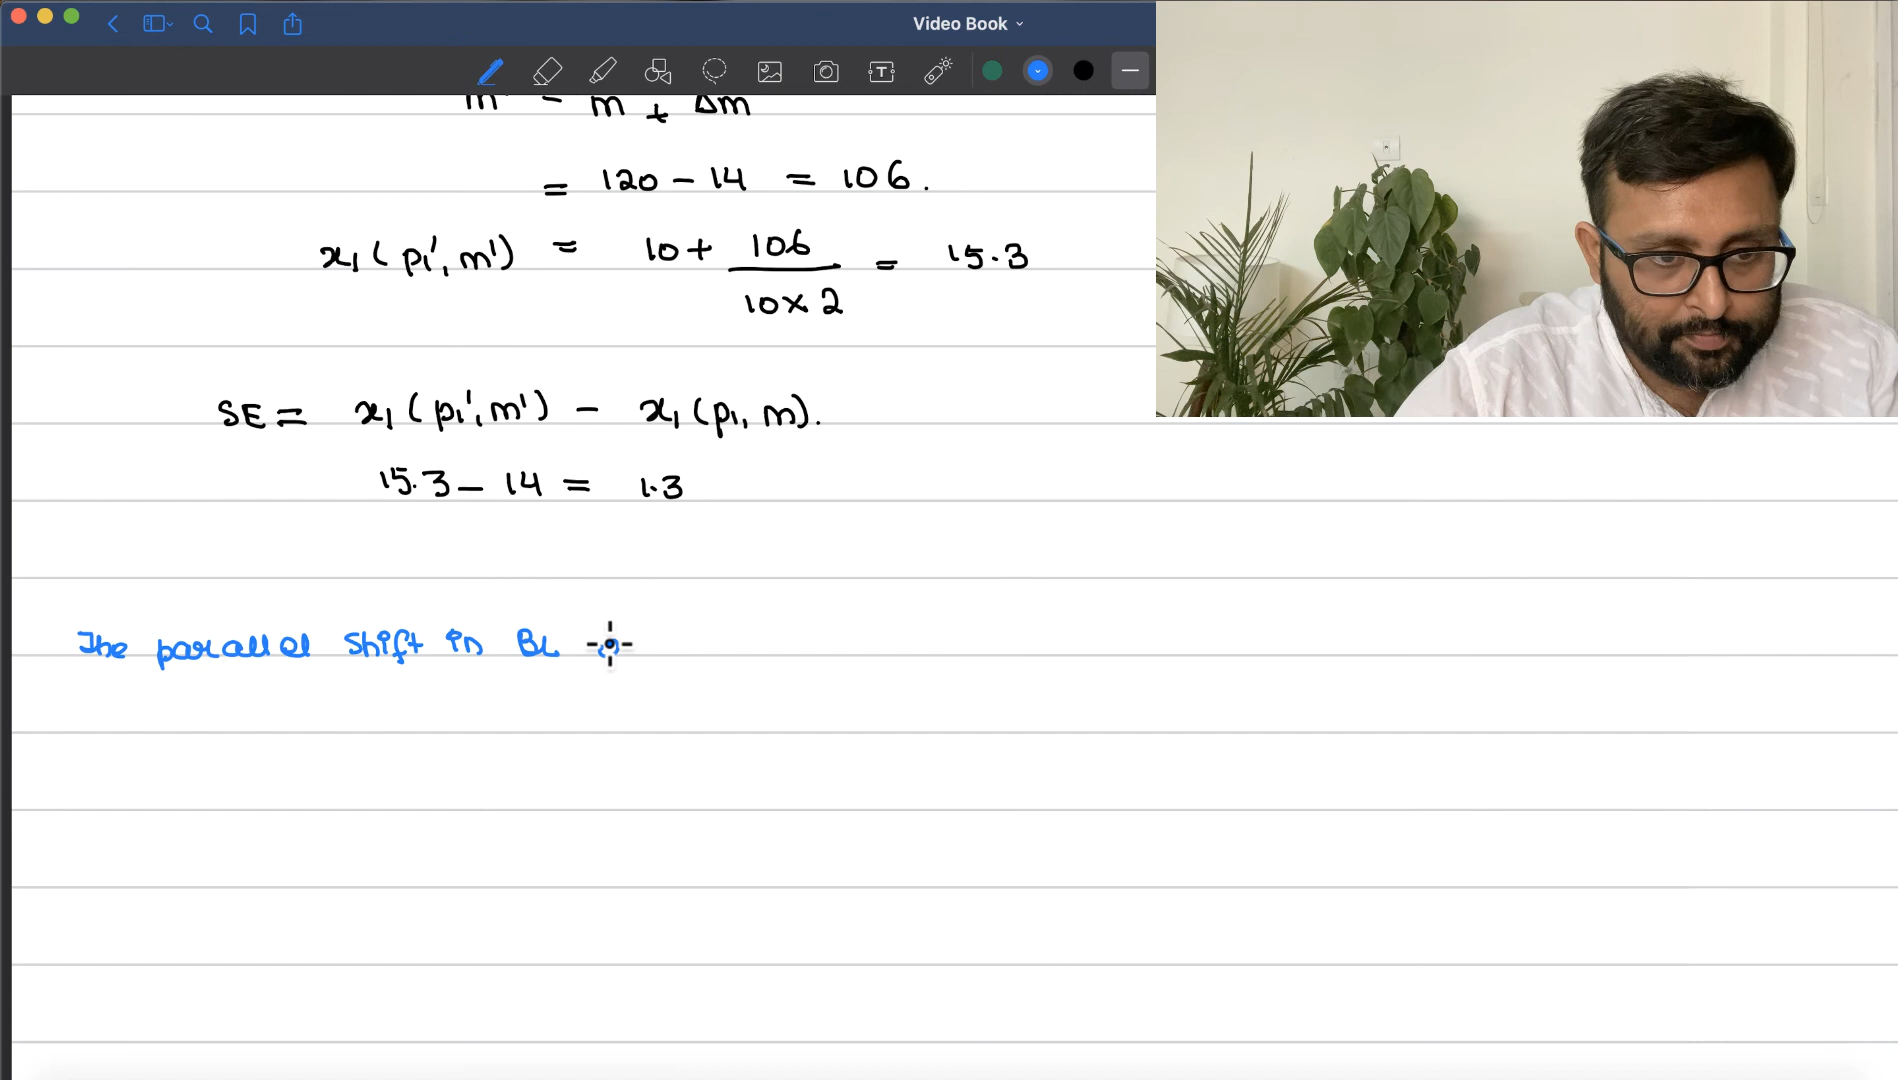 Video Book
m' = m + Δm
= 120 - 14 = 106.
x₁ (p₁', m') = 10 + 106 / 10 × 2 = 15.3
SE = x₁ (p₁', m') - x₁ (p₁, m).
15.3 - 14 = 1.3
The parallel shift in BL